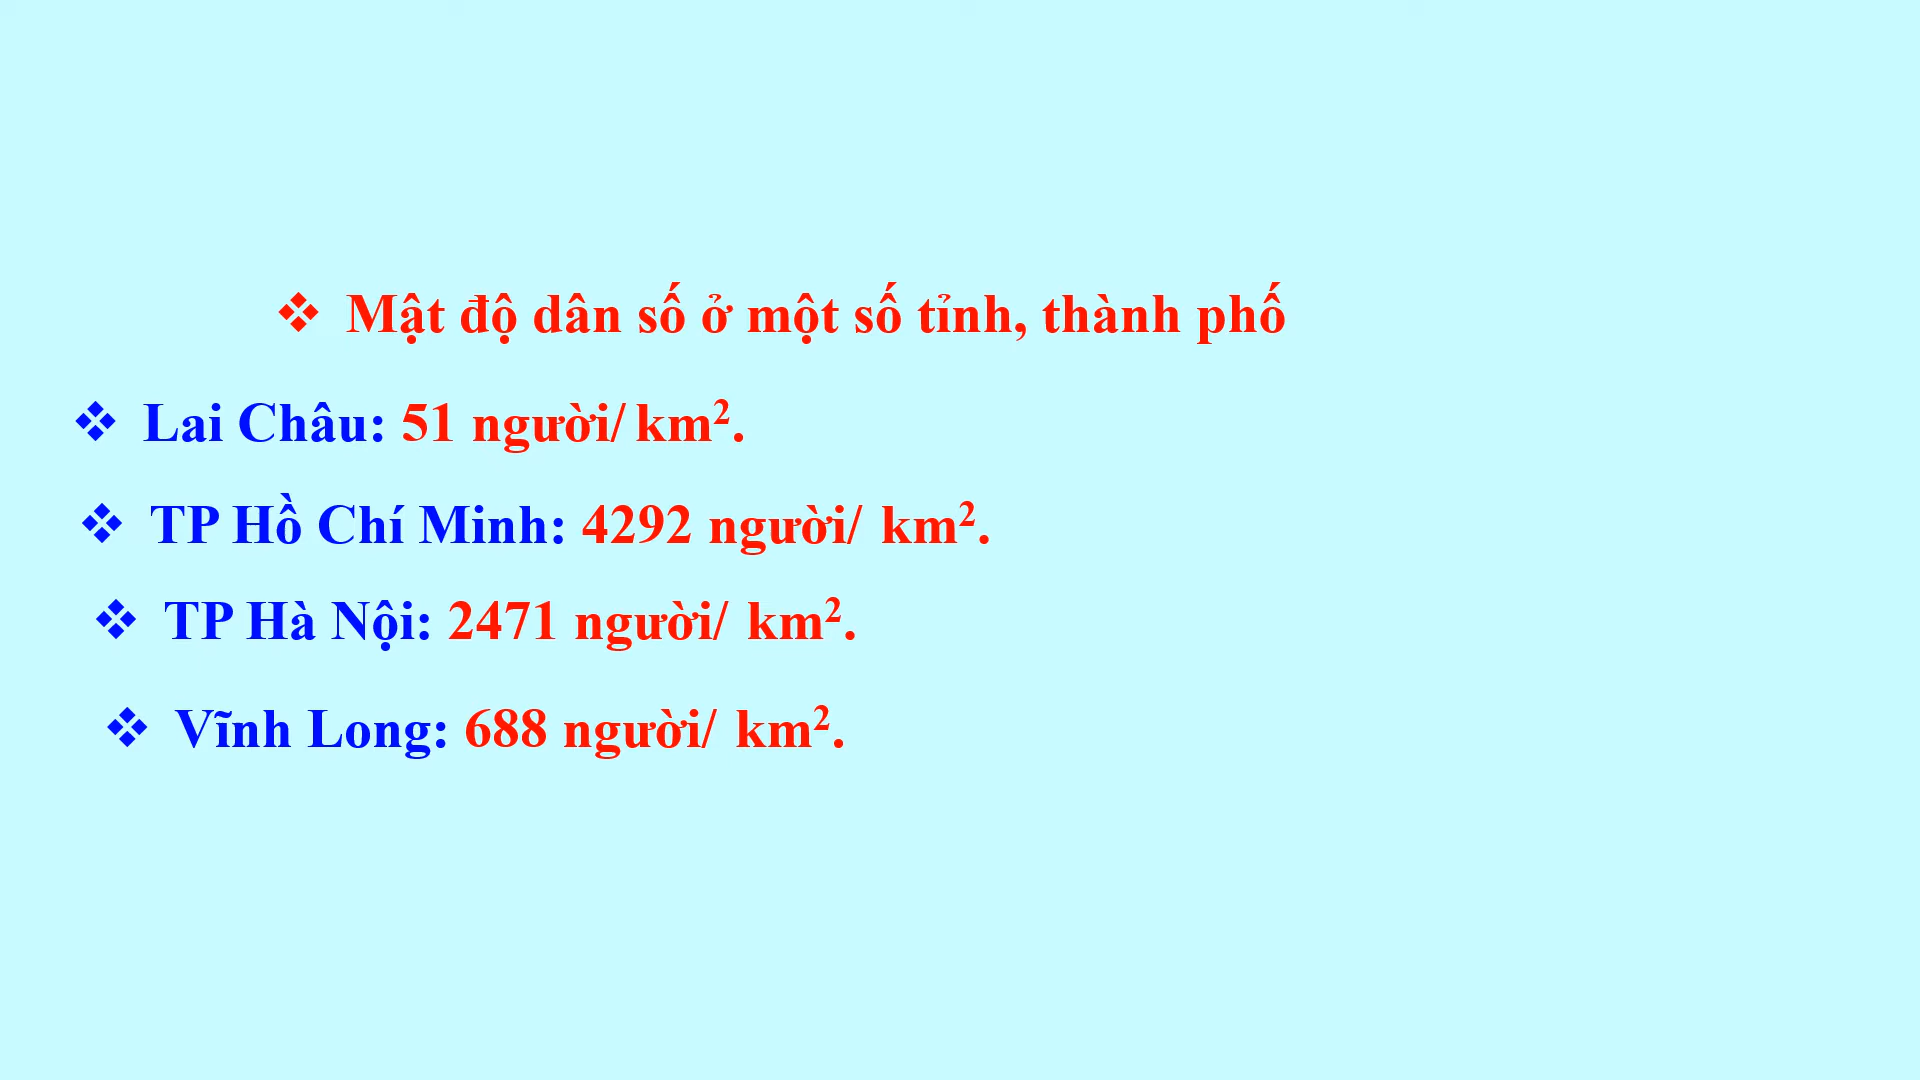 ❖ Mật độ dân số ở một số tỉnh, thành phố
❖ Lai Châu: 51 người/ km².
❖ TP Hồ Chí Minh: 4292 người/ km².
❖ TP Hà Nội: 2471 người/ km².
❖ Vĩnh Long: 688 người/ km².